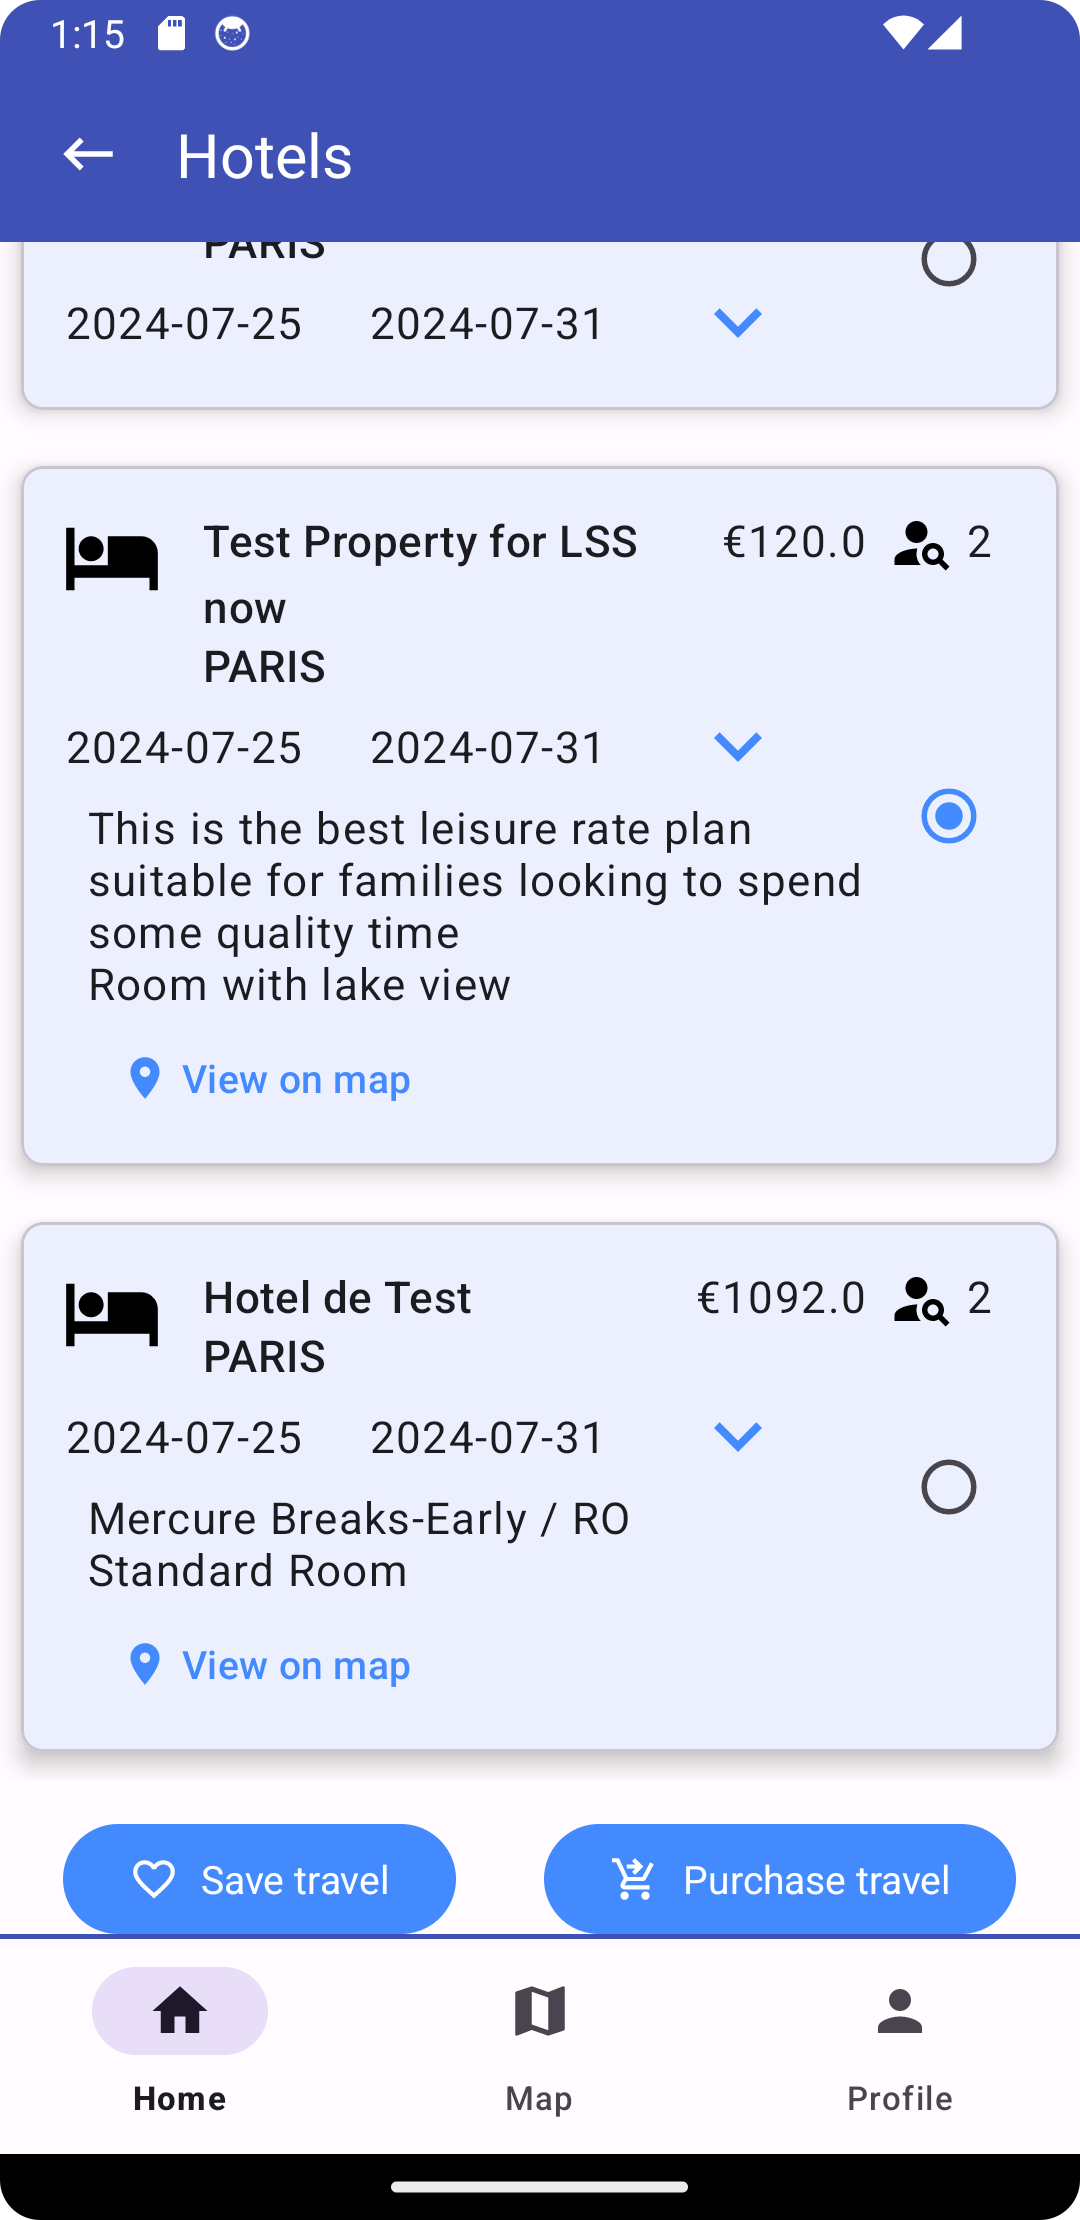 1:15
Hotels
PARIS
2024-07-25 2024-07-31
Test Property for LSS €120.0 2
now
PARIS
2024-07-25 2024-07-31
This is the best leisure rate plan
suitable for families looking to spend
some quality time
Room with lake view
View on map
Hotel de Test €1092.0 2
PARIS
2024-07-25 2024-07-31
Mercure Breaks-Early / RO
Standard Room
View on map
Save travel Purchase travel
Home Map Profile